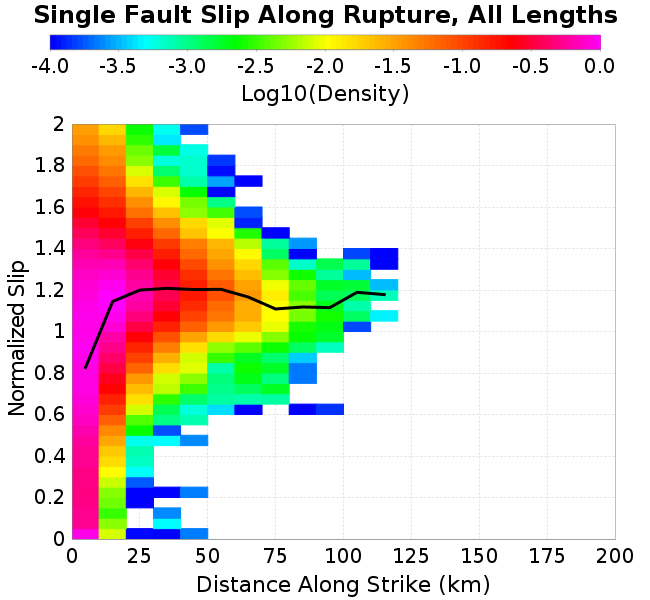 Single Fault Slip Along Rupture, All Lengths
-4.0 -3.5 -3.0 -2.5 -2.0 -1.5 -1.0 -0.5 0.0
Log10(Density)
2
1.8
1.6
1.4
1.2
1
0.8
0.6
0.4
0.2
0
Normalized Slip
0 25 50 75 100 125 150 175 200
Distance Along Strike (km)